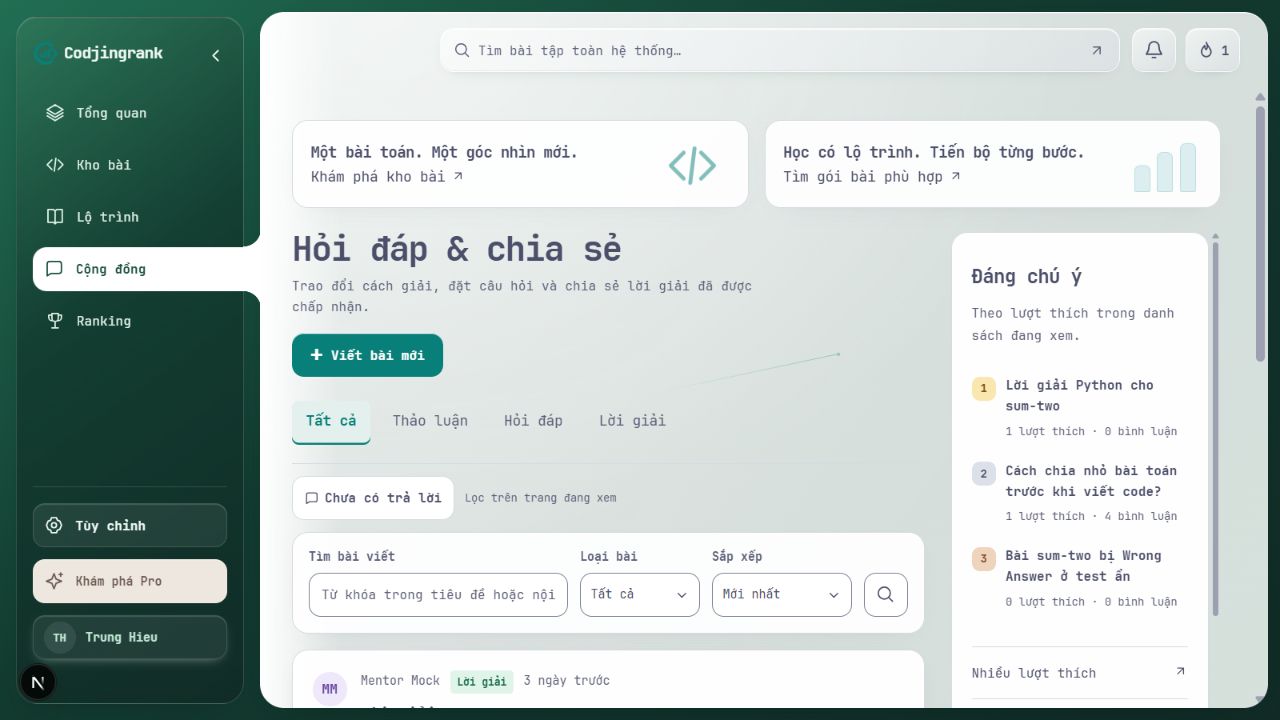 Codjingrank
Tổng quan
Kho bài
Lộ trình
Cộng đồng
Ranking
Tùy chỉnh
Khám phá Pro
TH Trung Hieu
N
Tìm bài tập toàn hệ thống…
1
Một bài toán. Một góc nhìn mới.
Khám phá kho bài
Học có lộ trình. Tiến bộ từng bước.
Tìm gói bài phù hợp
Hỏi đáp & chia sẻ
Trao đổi cách giải, đặt câu hỏi và chia sẻ lời giải đã được
chấp nhận.
Viết bài mới
Tất cả Thảo luận Hỏi đáp Lời giải
Chưa có trả lời Lọc trên trang đang xem
Tìm bài viết Loại bài Sắp xếp
Từ khóa trong tiêu đề hoặc nội Tất cả Mới nhất
MM Mentor Mock Lời giải 3 ngày trước
Đáng chú ý
Theo lượt thích trong danh
sách đang xem.
1 Lời giải Python cho
sum-two
1 lượt thích · 0 bình luận
2 Cách chia nhỏ bài toán
trước khi viết code?
1 lượt thích · 4 bình luận
3 Bài sum-two bị Wrong
Answer ở test ẩn
0 lượt thích · 0 bình luận
Nhiều lượt thích